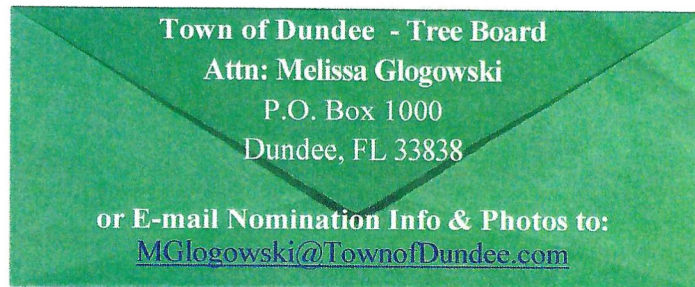 Town of Dundee - Tree Board
Attn: Melissa Glogowski
P.O. Box 1000
Dundee, FL 33838
or E-mail Nomination Info & Photos to:
MGlogowski@TownofDundee.com